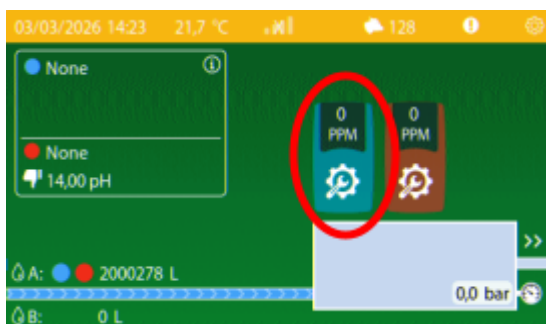 03/03/2026 14:23 21,7 °C 128
None
None
14,00 pH
0 PPM
0 PPM
>>
A: 2000278 L
0,0 bar
B: 0 L